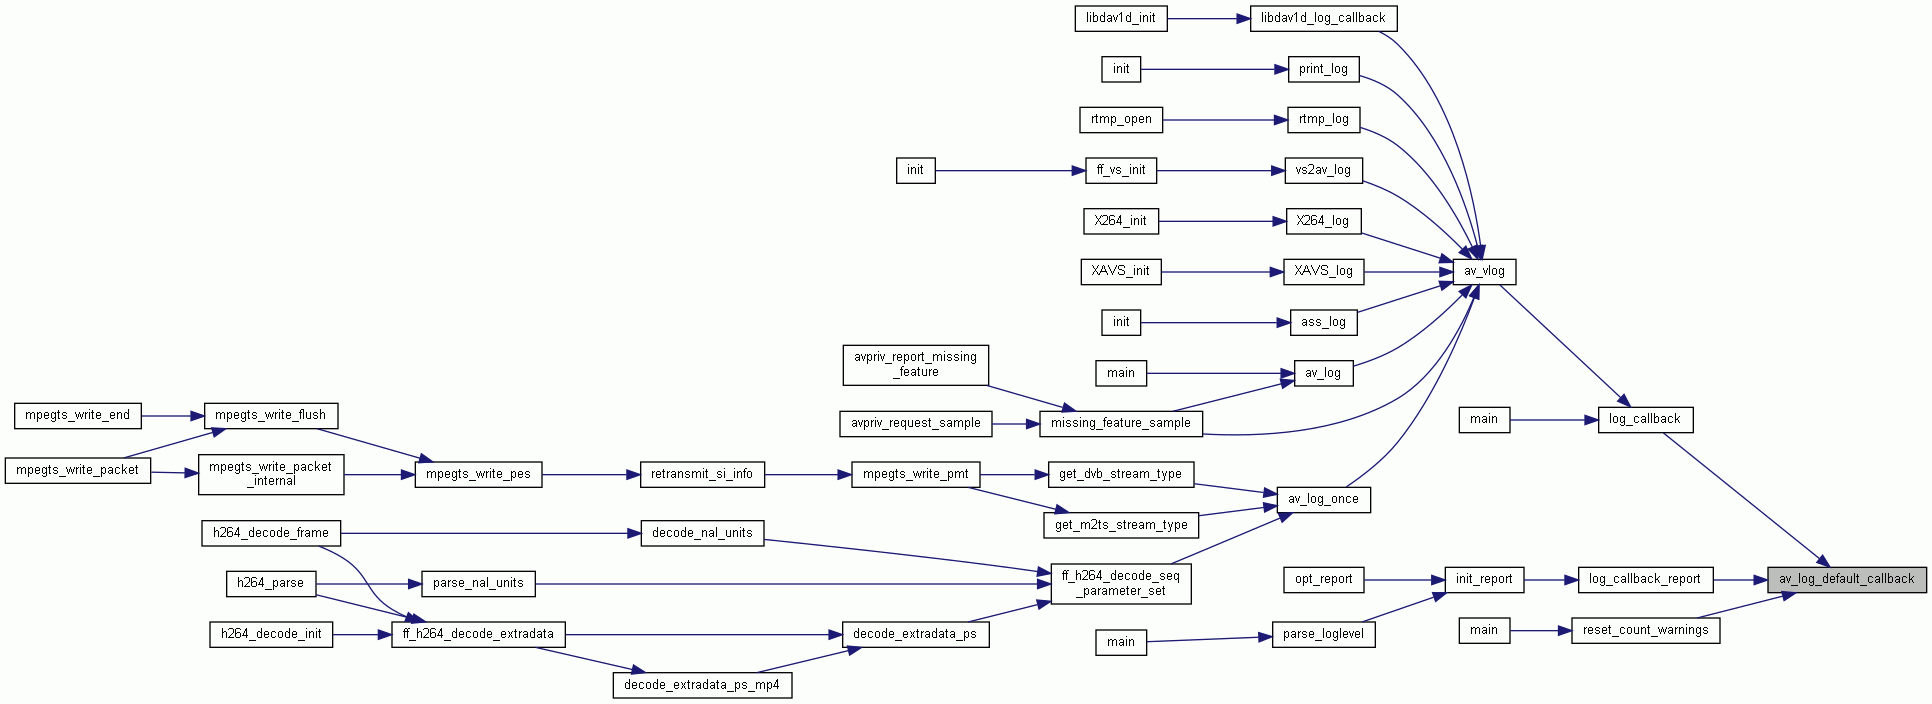 libdav1d_init
libdav1d_log_callback
init
print_log
rtmp_open
rtmp_log
init
ff_vs_init
vs2av_log
X264_init
X264_log
XAVS_init
XAVS_log
av_vlog
init
ass_log
avpriv_report_missing
_feature
main
av_log
mpegts_write_end
mpegts_write_flush
avpriv_request_sample
missing_feature_sample
main
log_callback
mpegts_write_packet
mpegts_write_packet
_internal
mpegts_write_pes
retransmit_si_info
mpegts_write_pmt
get_dvb_stream_type
av_log_once
get_m2ts_stream_type
h264_decode_frame
decode_nal_units
h264_parse
parse_nal_units
ff_h264_decode_seq
_parameter_set
opt_report
init_report
log_callback_report
av_log_default_callback
h264_decode_init
ff_h264_decode_extradata
decode_extradata_ps
main
parse_loglevel
main
reset_count_warnings
decode_extradata_ps_mp4